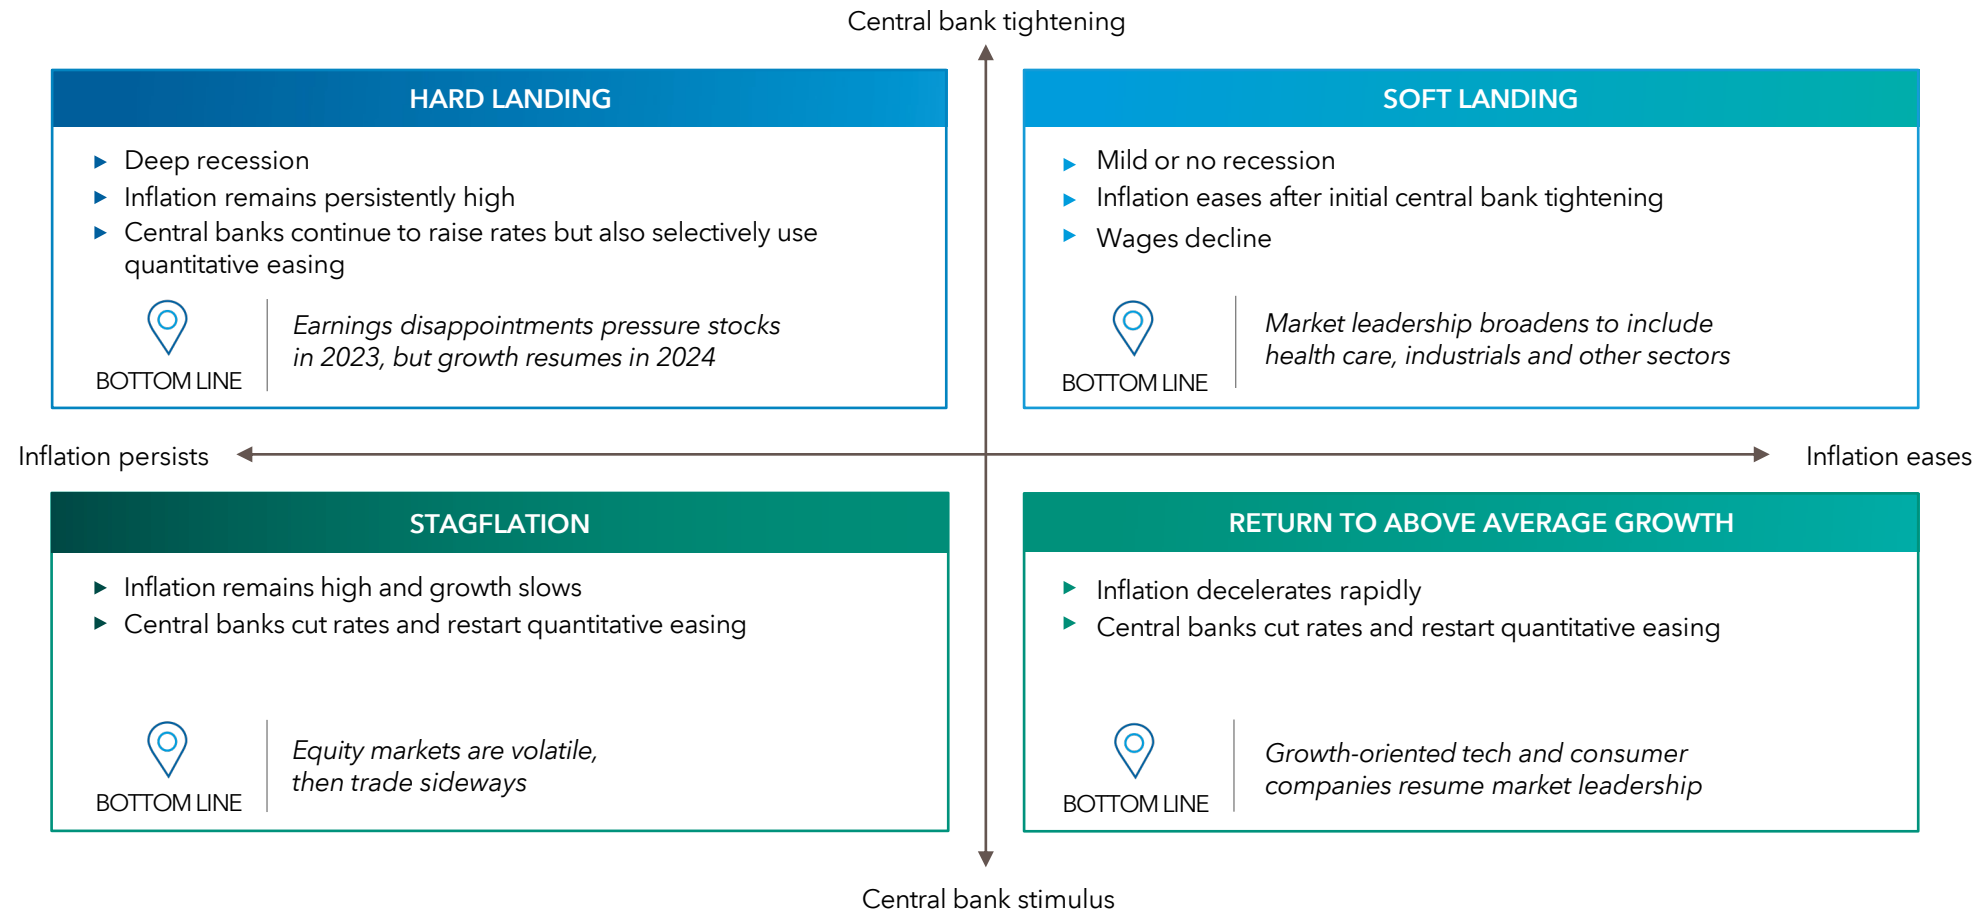 Central bank tightening
HARD LANDING
Deep recession
Inflation remains persistently high
Central banks continue to raise rates but also selectively use
quantitative easing
BOTTOM LINE
Earnings disappointments pressure stocks
in 2023, but growth resumes in 2024
SOFT LANDING
Mild or no recession
Inflation eases after initial central bank tightening
Wages decline
BOTTOM LINE
Market leadership broadens to include
health care, industrials and other sectors
Inflation persists
Inflation eases
STAGFLATION
Inflation remains high and growth slows
Central banks cut rates and restart quantitative easing
BOTTOM LINE
Equity markets are volatile,
then trade sideways
RETURN TO ABOVE AVERAGE GROWTH
Inflation decelerates rapidly
Central banks cut rates and restart quantitative easing
BOTTOM LINE
Growth-oriented tech and consumer
companies resume market leadership
Central bank stimulus